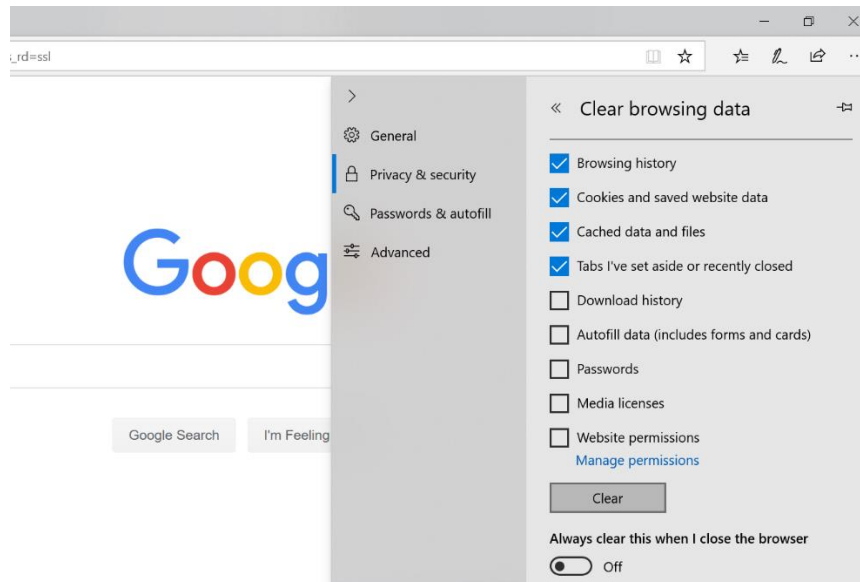 s_rd=ssl
General
Privacy & security
Passwords & autofill
Advanced
Goog
Google Search
I'm Feeling
Clear browsing data
Browsing history
Cookies and saved website data
Cached data and files
Tabs I've set aside or recently closed
Download history
Autofill data (includes forms and cards)
Passwords
Media licenses
Website permissions
Manage permissions
Clear
Always clear this when I close the browser
Off